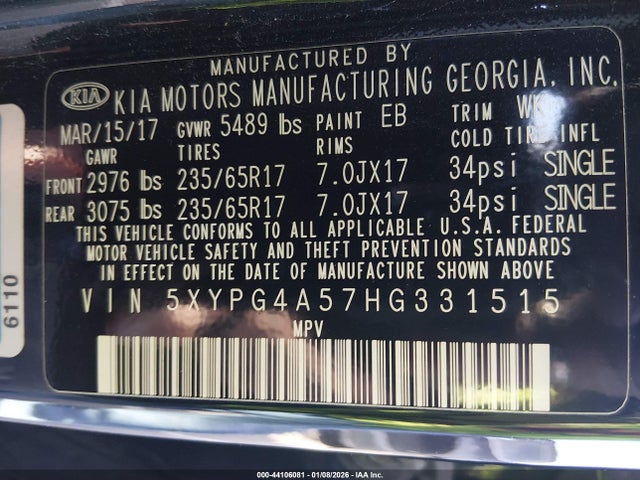 MANUFACTURED BY
KIA KIA MOTORS MANUFACTURING GEORGIA, INC.
MAR/15/17 GVWR 5489 lbs PAINT EB TRIM WK
GAWR TIRES RIMS COLD TIRE INFL
FRONT 2976 lbs 235/65R17 7.0JX17 34psi SINGLE
REAR 3075 lbs 235/65R17 7.0JX17 34psi SINGLE
THIS VEHICLE CONFORMS TO ALL APPLICABLE U.S.A. FEDERAL
MOTOR VEHICLE SAFETY AND THEFT PREVENTION STANDARDS
IN EFFECT ON THE DATE OF MANUFACTURE SHOWN ABOVE
VIN 5XYPG4A57HG331515
MPV
6110
000-44106081 - 01/08/2026 - IAA Inc.